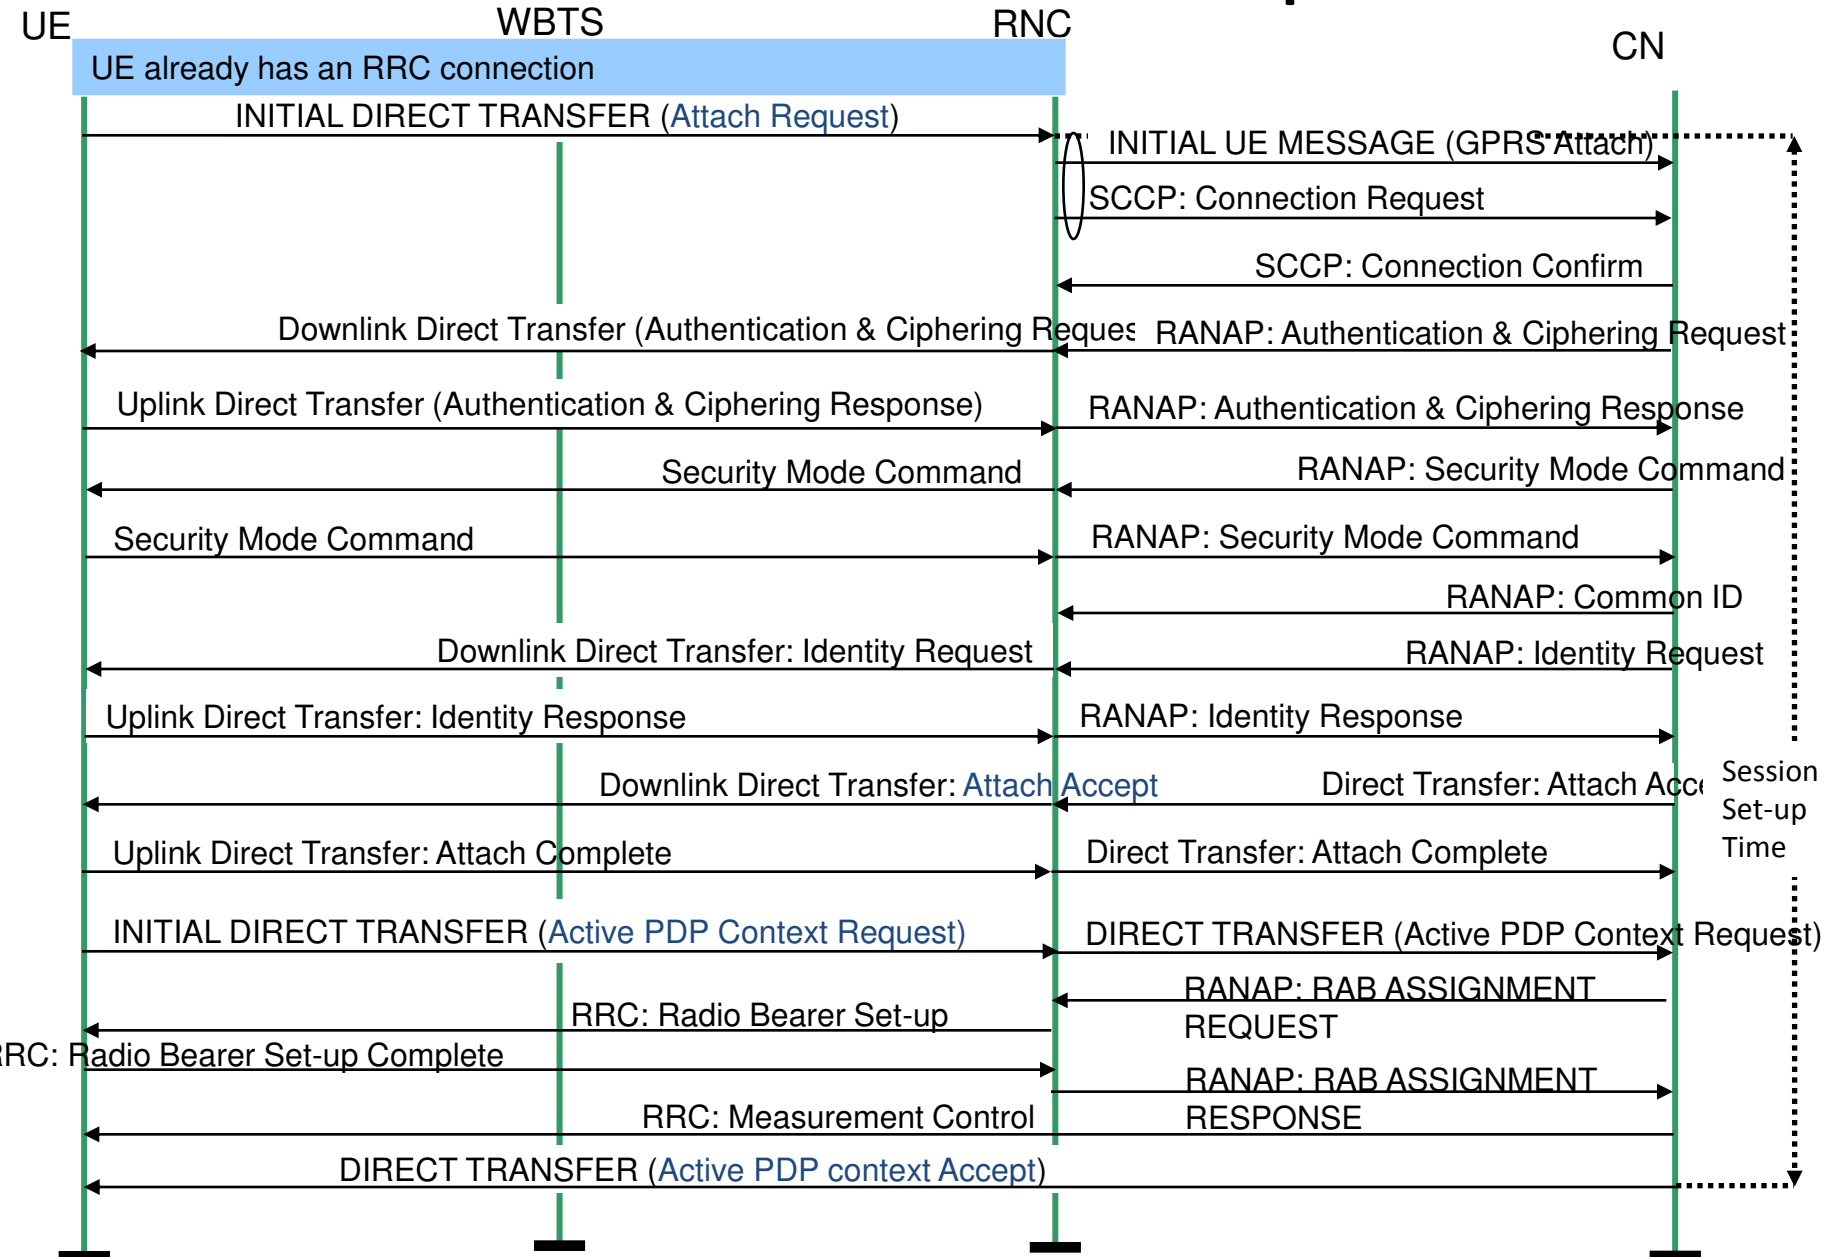 UE
WBTS
RNC
CN
UE already has an RRC connection
INITIAL DIRECT TRANSFER (Attach Request)
INITIAL UE MESSAGE (GPRS Attach)
SCCP: Connection Request
SCCP: Connection Confirm
Downlink Direct Transfer (Authentication & Ciphering Reques
RANAP: Authentication & Ciphering Request
Uplink Direct Transfer (Authentication & Ciphering Response)
RANAP: Authentication & Ciphering Response
Security Mode Command
RANAP: Security Mode Command
Security Mode Command
RANAP: Security Mode Command
RANAP: Common ID
Downlink Direct Transfer: Identity Request
RANAP: Identity Request
Uplink Direct Transfer: Identity Response
RANAP: Identity Response
Downlink Direct Transfer: Attach Accept
Direct Transfer: Attach Acce
Session
Set-up
Time
Uplink Direct Transfer: Attach Complete
Direct Transfer: Attach Complete
INITIAL DIRECT TRANSFER (Active PDP Context Request)
DIRECT TRANSFER (Active PDP Context Request)
RANAP: RAB ASSIGNMENT
REQUEST
RRC: Radio Bearer Set-up
RRC: Radio Bearer Set-up Complete
RANAP: RAB ASSIGNMENT
RESPONSE
RRC: Measurement Control
DIRECT TRANSFER (Active PDP context Accept)